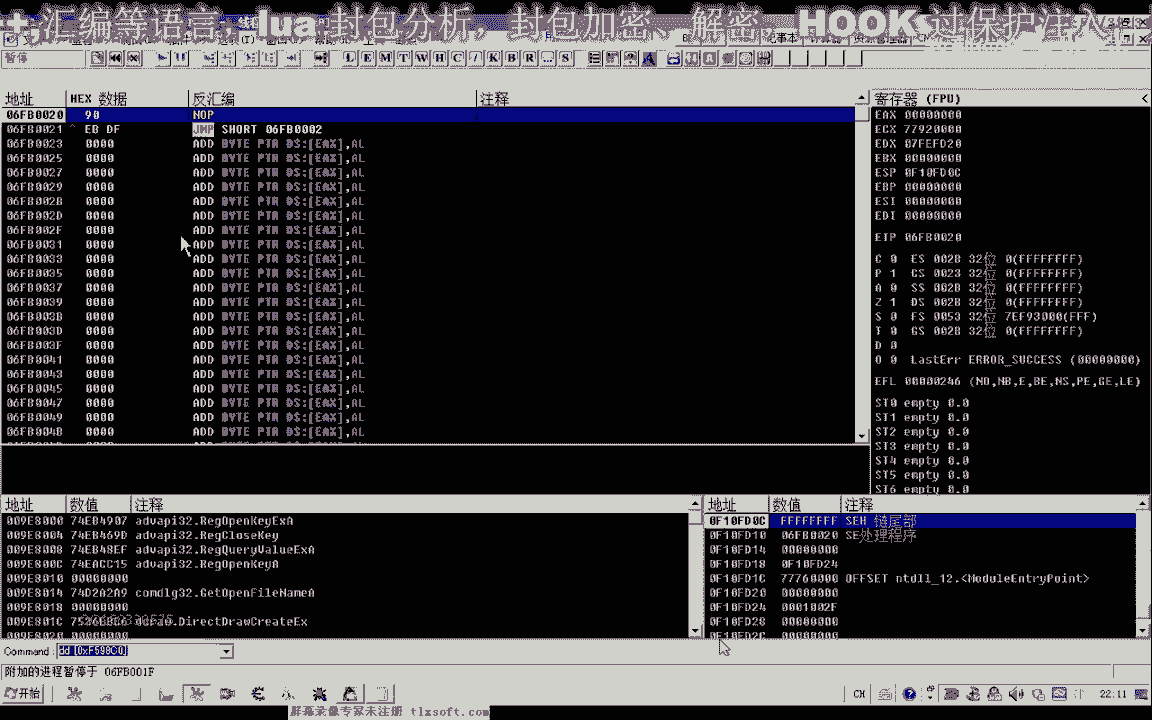 +,汇编等语言，lua 封包分析，封包加密、解密、HOOK、过保护注入
暂停
L E M T W H C / K B R ... S
地址 HEX 数据 反汇编 注释
06FB0020 90 NOP
06FB0021 ^ EB DF JMP SHORT 06FB0002
06FB0023 0000 ADD BYTE PTR DS:[EAX],AL
06FB0025 0000 ADD BYTE PTR DS:[EAX],AL
06FB0027 0000 ADD BYTE PTR DS:[EAX],AL
06FB0029 0000 ADD BYTE PTR DS:[EAX],AL
06FB002B 0000 ADD BYTE PTR DS:[EAX],AL
06FB002D 0000 ADD BYTE PTR DS:[EAX],AL
06FB002F 0000 ADD BYTE PTR DS:[EAX],AL
06FB0031 0000 ADD BYTE PTR DS:[EAX],AL
06FB0033 0000 ADD BYTE PTR DS:[EAX],AL
06FB0035 0000 ADD BYTE PTR DS:[EAX],AL
06FB0037 0000 ADD BYTE PTR DS:[EAX],AL
06FB0039 0000 ADD BYTE PTR DS:[EAX],AL
06FB003B 0000 ADD BYTE PTR DS:[EAX],AL
06FB003D 0000 ADD BYTE PTR DS:[EAX],AL
06FB003F 0000 ADD BYTE PTR DS:[EAX],AL
06FB0041 0000 ADD BYTE PTR DS:[EAX],AL
06FB0043 0000 ADD BYTE PTR DS:[EAX],AL
06FB0045 0000 ADD BYTE PTR DS:[EAX],AL
06FB0047 0000 ADD BYTE PTR DS:[EAX],AL
06FB0049 0000 ADD BYTE PTR DS:[EAX],AL
06FB004B 0000 ADD BYTE PTR DS:[EAX],AL
寄存器 (FPU) <
EAX 00000000
ECX 77920000
EDX 07FEFD20
EBX 00000000
ESP 0F10FD0C
EBP 00000000
ESI 00000000
EDI 00000000
EIP 06FB0020
C 0 ES 002B 32位 0(FFFFFFFF)
P 1 CS 0023 32位 0(FFFFFFFF)
A 0 SS 002B 32位 0(FFFFFFFF)
Z 1 DS 002B 32位 0(FFFFFFFF)
S 0 FS 0053 32位 7EF93000(FFF)
T 0 GS 002B 32位 0(FFFFFFFF)
D 0
O 0 LastErr ERROR_SUCCESS (00000000)
EFL 00000246 (NO,NB,E,BE,NS,PE,GE,LE)
ST0 empty 0.0
ST1 empty 0.0
ST2 empty 0.0
ST3 empty 0.0
ST4 empty 0.0
ST5 empty 0.0
ST6 empty 0.0
地址 数值 注释
009E8000 74EB4907 advapi32.RegOpenKeyExA
009E8004 74EB469D advapi32.RegCloseKey
009E8008 74EB48EF advapi32.RegQueryValueExA
009E800C 74EACC15 advapi32.RegOpenKeyA
009E8010 00000000
009E8014 74D2A2A9 comdlg32.GetOpenFileNameA
009E8018 00000000
009E801C DirectDrawCreateEx
009E8020 00000000
地址 数值 注释
0F10FD0C FFFFFFFF SEH 链尾部
0F10FD10 06FB0020 SE处理程序
0F10FD14 00000000
0F10FD18 0F10FD24
0F10FD1C 77760000 OFFSET ntdll_12.<ModuleEntryPoint>
0F10FD20 00000000
0F10FD24 0001002F
0F10FD28 00000000
0F10FD2C 00000000
Command: dd [0xF598C0]
附加的进程暂停于 06FB001F
开始 CH 22:11
屏幕录像专家未注册 tlxsoft.com